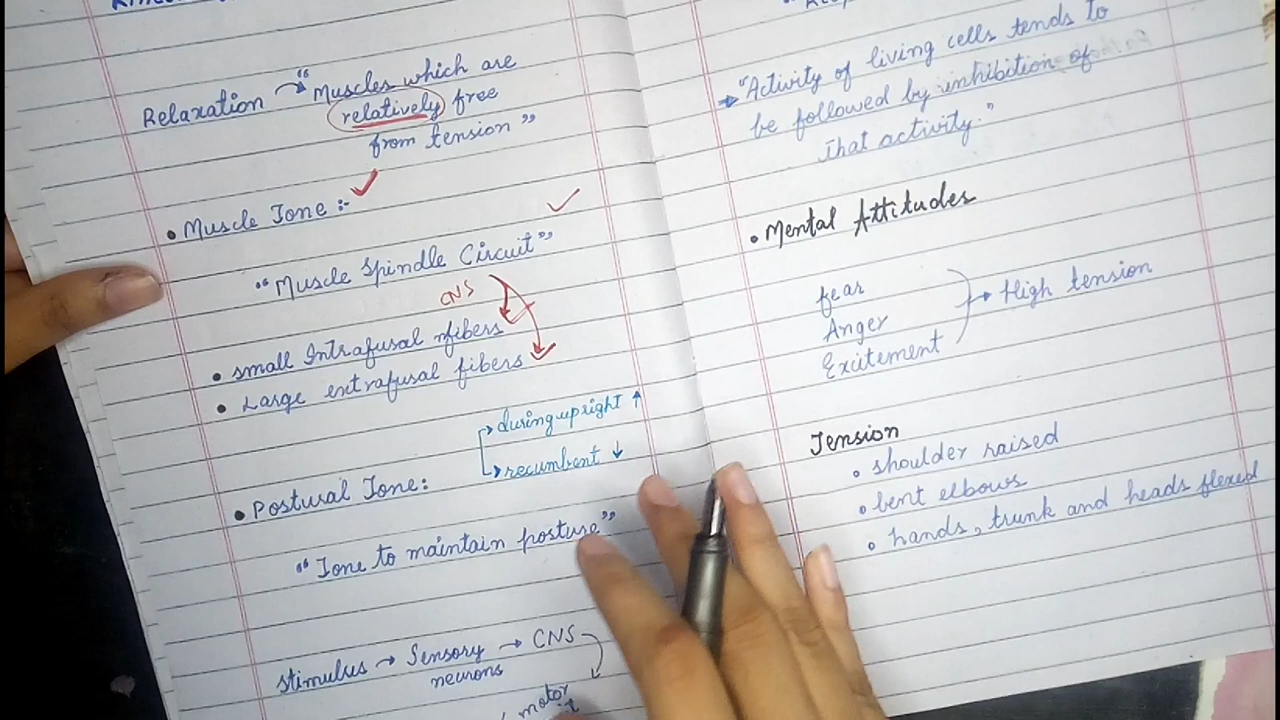 Relaxation → "Muscles which are
relatively free
from tension"
• Muscle Tone :-
"Muscle Spindle Circuit"
CNS
• small Intrafusal fibers
• Large extrafusal fibers
→ during upright ↑
→ recumbent ↓
• Postural Tone:
"Tone to maintain posture"
stimulus → Sensory → CNS
neurons
motor
→ "Activity of living cells tends to
be followed by inhibition of
that activity."
• Mental Attitudes
fear
Anger → High tension
Excitement
Tension
• shoulder raised
• bent elbows
• hands, trunk and heads flexed